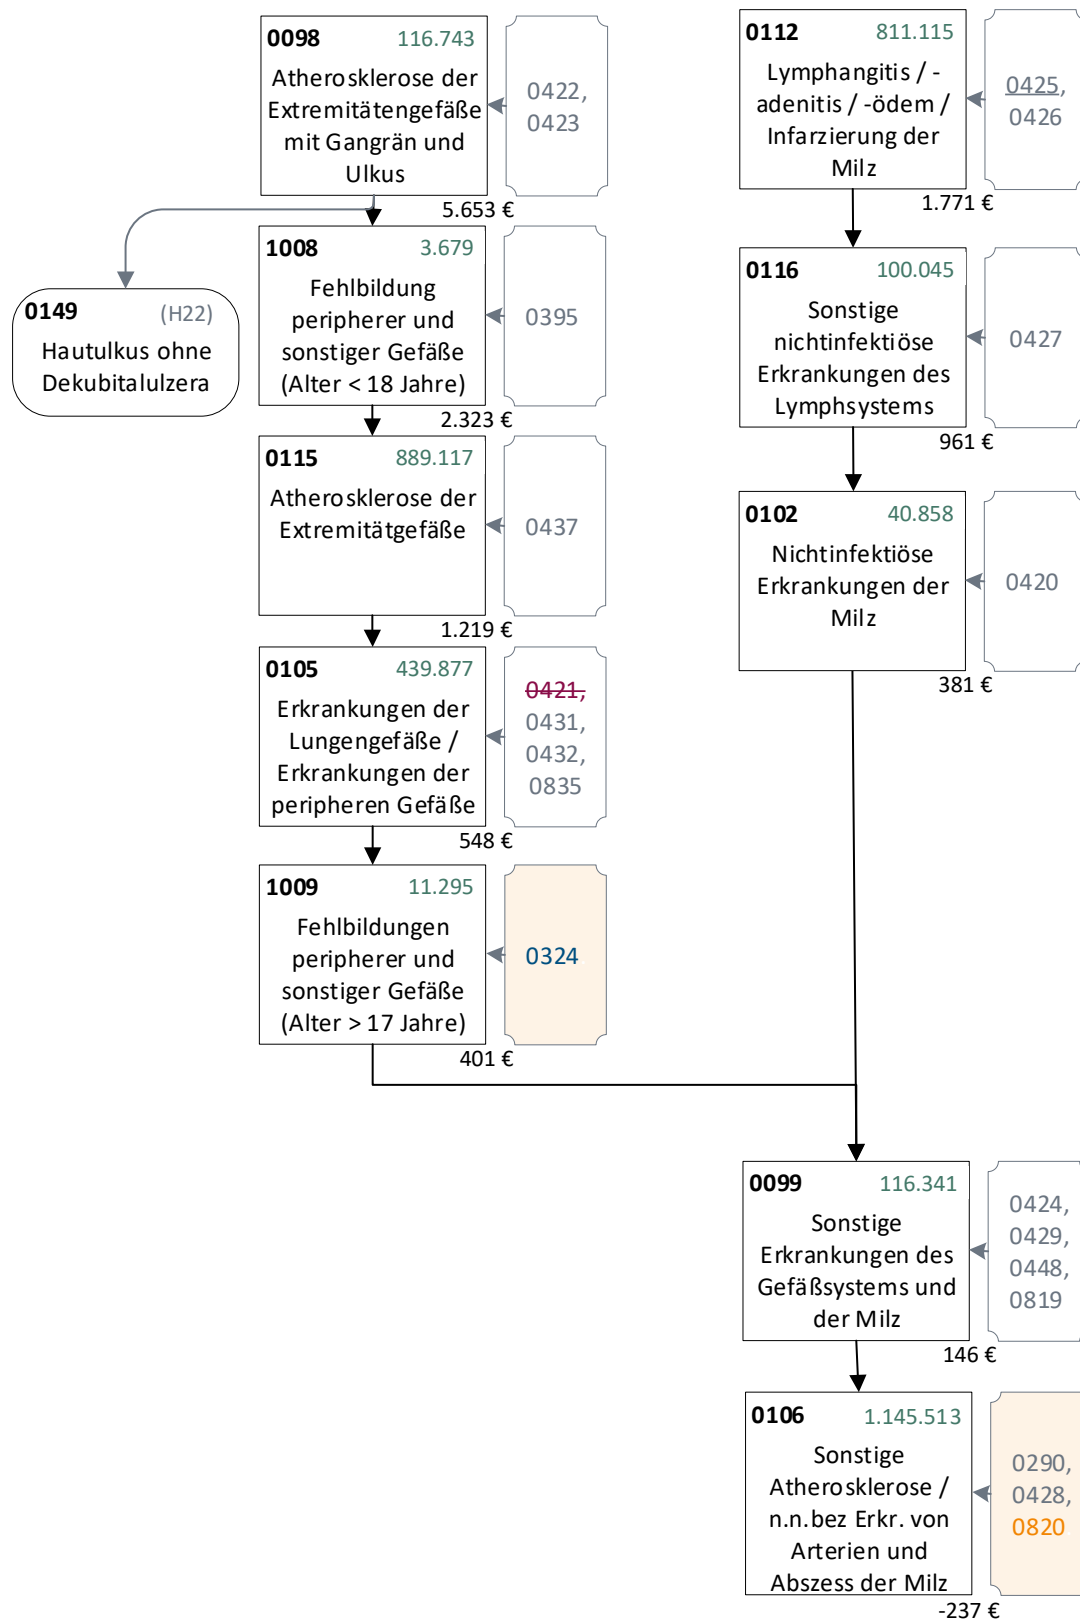 0098 116.743
Atherosklerose der
Extremitätengefäße
mit Gangrän und
Ulkus
0422,
0423
5.653 €
0149 (H22)
Hautulkus ohne
Dekubitalulzera
1008 3.679
Fehlbildung
peripherer und
sonstiger Gefäße
(Alter < 18 Jahre)
0395
2.323 €
0115 889.117
Atherosklerose der
Extremitätgefäße
0437
1.219 €
0105 439.877
Erkrankungen der
Lungengefäße /
Erkrankungen der
peripheren Gefäße
0421,
0431,
0432,
0835
548 €
1009 11.295
Fehlbildungen
peripherer und
sonstiger Gefäße
(Alter > 17 Jahre)
0324
401 €
0112 811.115
Lymphangitis / -
adenitis / -ödem /
Infarzierung der
Milz
0425,
0426
1.771 €
0116 100.045
Sonstige
nichtinfektiöse
Erkrankungen des
Lymphsystems
0427
961 €
0102 40.858
Nichtinfektiöse
Erkrankungen der
Milz
0420
381 €
0099 116.341
Sonstige
Erkrankungen des
Gefäßsystems und
der Milz
0424,
0429,
0448,
0819
146 €
0106 1.145.513
Sonstige
Atherosklerose /
n.n.bez Erkr. von
Arterien und
Abszess der Milz
0290,
0428,
0820
-237 €